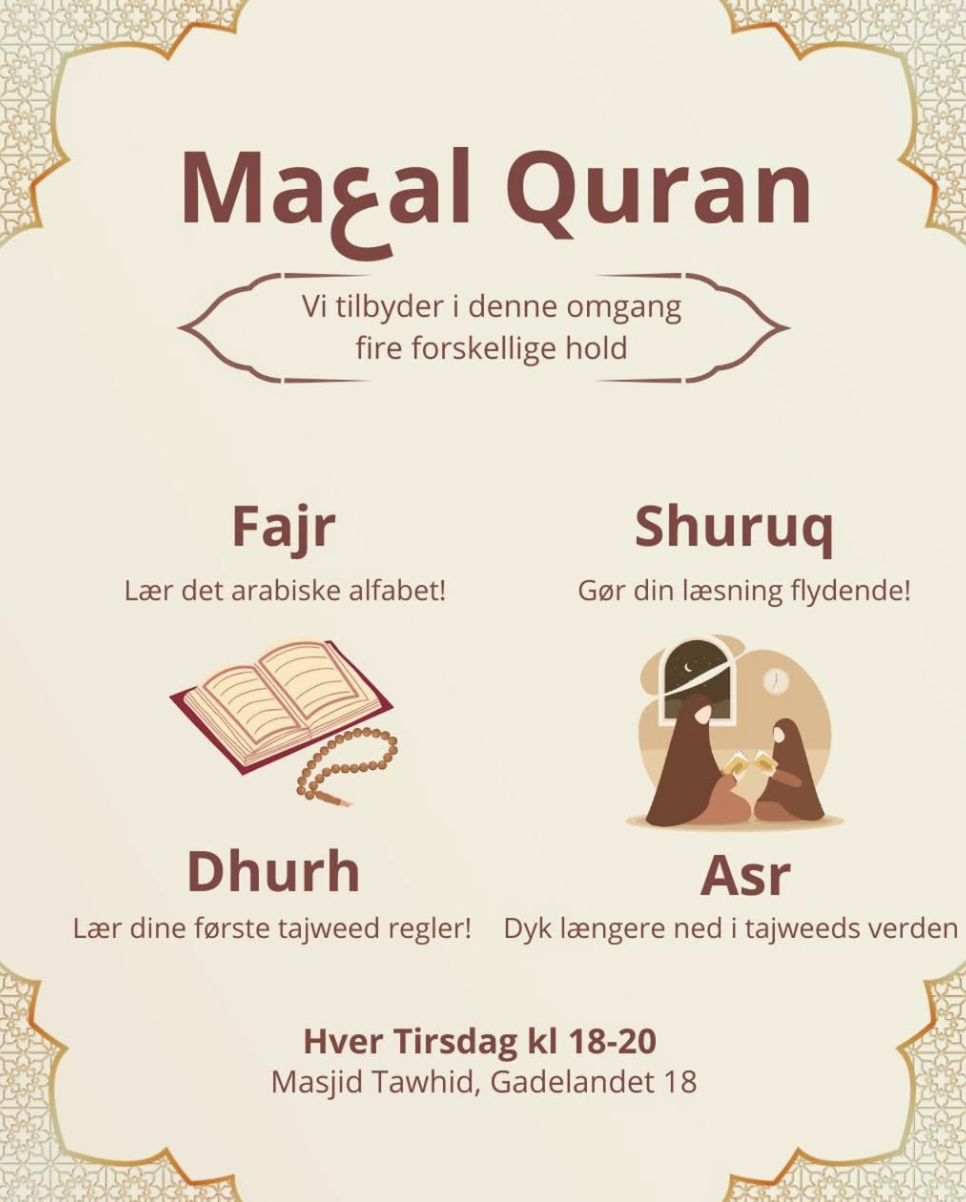 Maعal Quran
Vi tilbyder i denne omgang
fire forskellige hold
Fajr
Lær det arabiske alfabet!
Shuruq
Gør din læsning flydende!
Dhurh
Lær dine første tajweed regler!
Asr
Dyk længere ned i tajweeds verden
Hver Tirsdag kl 18-20
Masjid Tawhid, Gadelandet 18